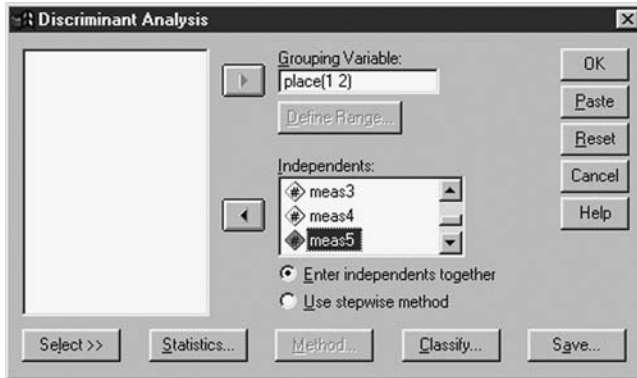 Discriminant Analysis
Grouping Variable:
place(1 2)
Define Range...
Independents:
# meas3
# meas4
# meas5
Enter independents together
Use stepwise method
OK
Paste
Reset
Cancel
Help
Select >>
Statistics...
Method...
Classify...
Save...